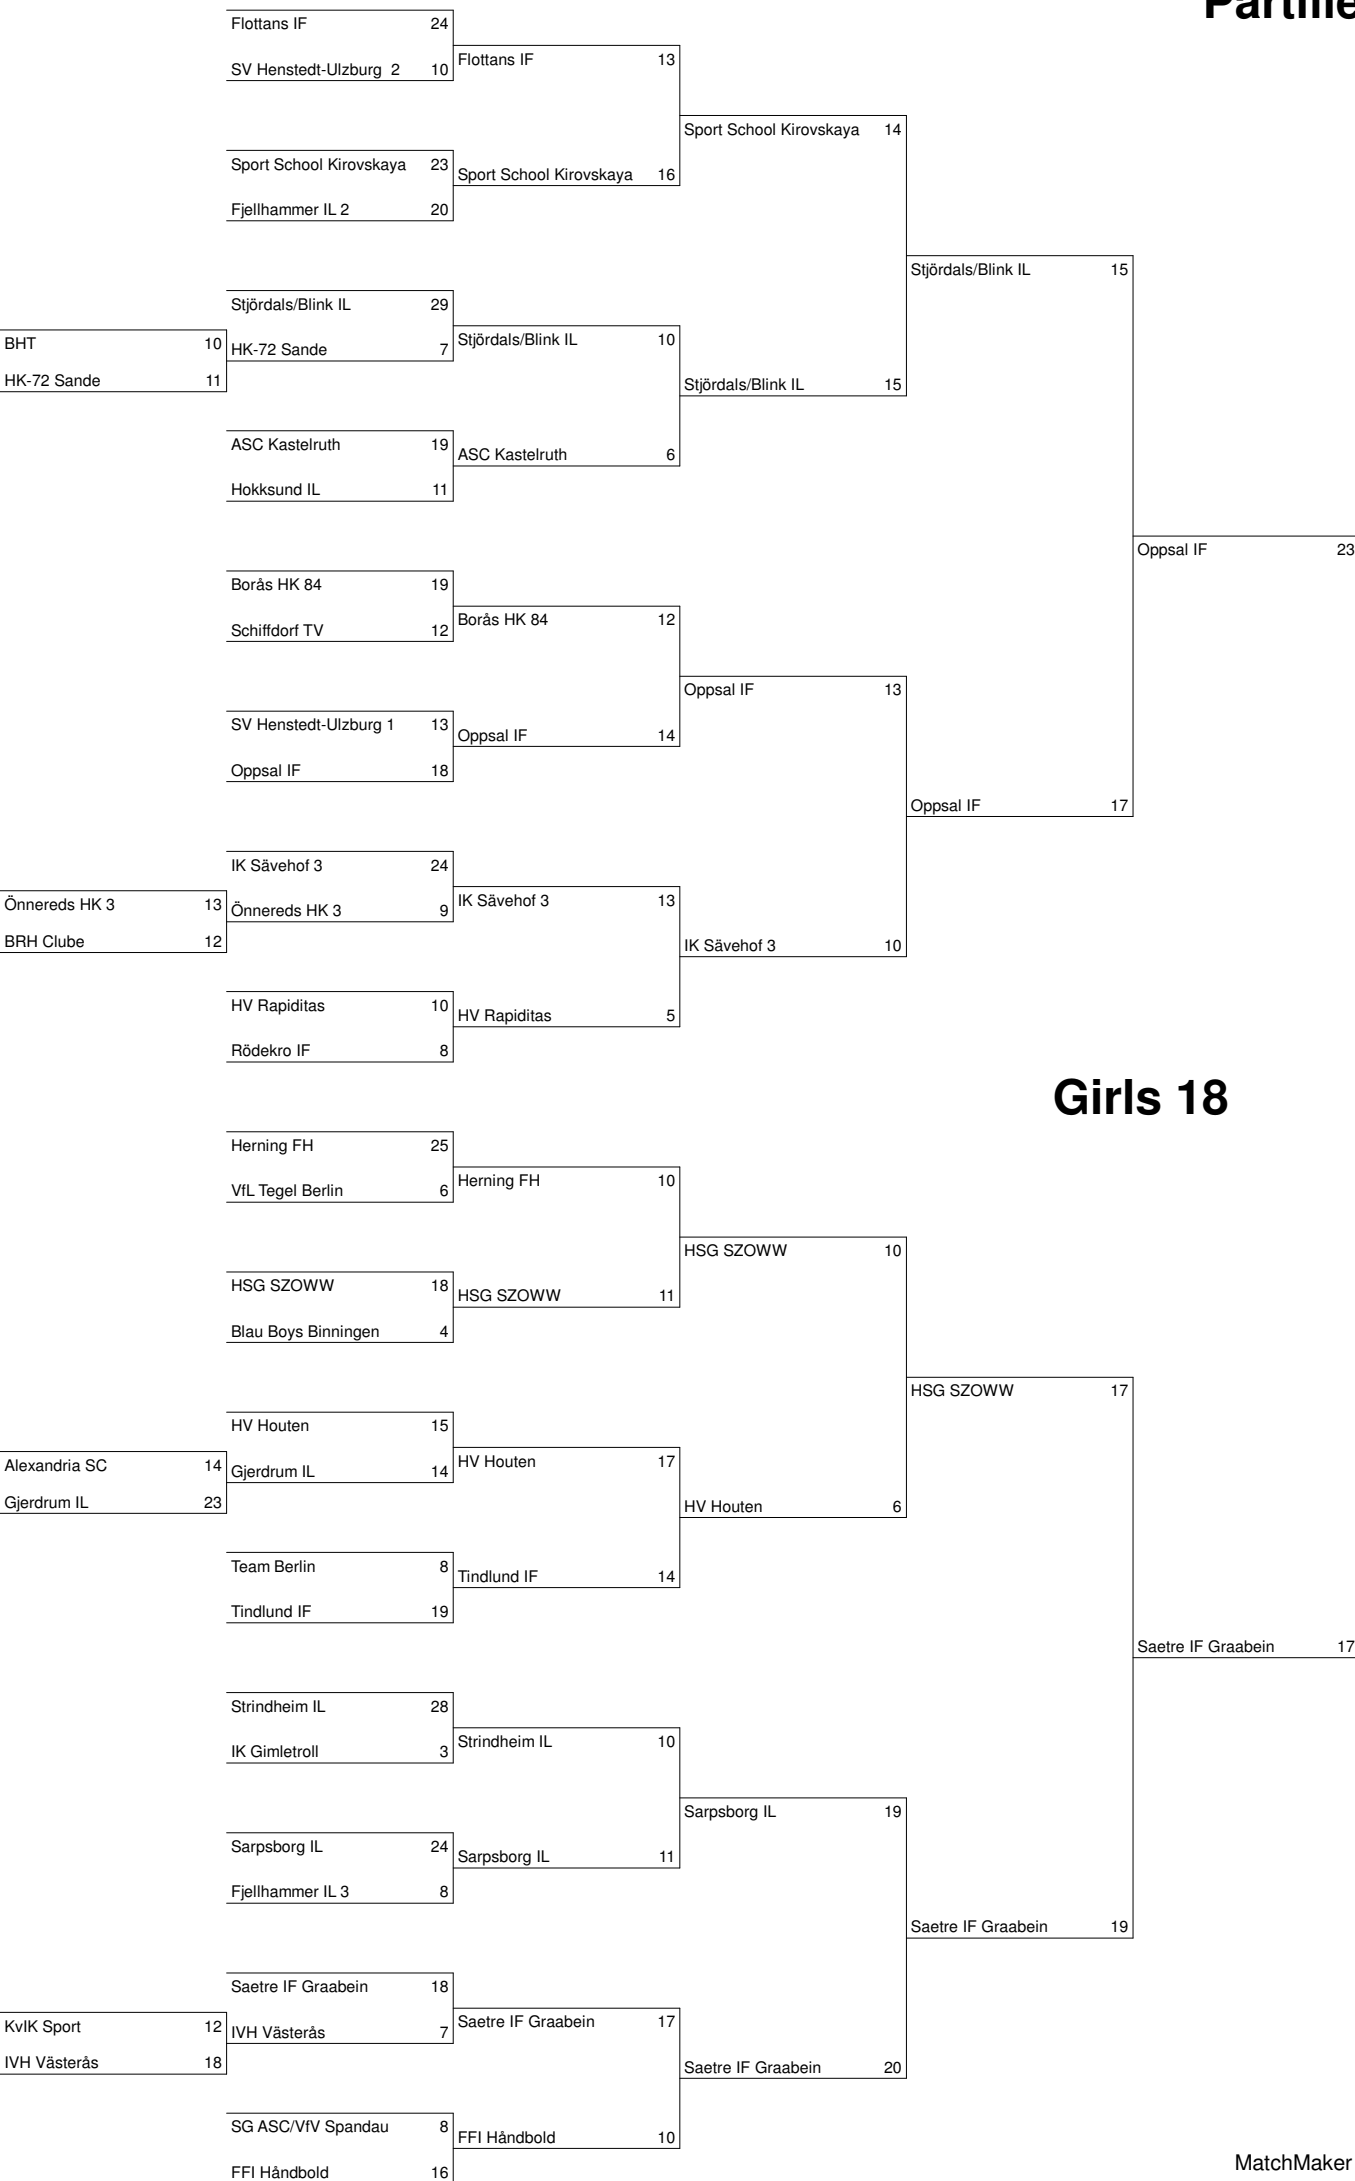 Partille
Flottans IF 24
SV Henstedt-Ulzburg 2 10
Flottans IF 13
Sport School Kirovskaya 14
Sport School Kirovskaya 23
Sport School Kirovskaya 16
Fjellhammer IL 2 20
Stjördals/Blink IL 15
Stjördals/Blink IL 29
BHT 10
HK-72 Sande 7
Stjördals/Blink IL 10
HK-72 Sande 11
Stjördals/Blink IL 15
ASC Kastelruth 19
ASC Kastelruth 6
Hokksund IL 11
Oppsal IF 23
Borås HK 84 19
Schiffdorf TV 12
Borås HK 84 12
Oppsal IF 13
SV Henstedt-Ulzburg 1 13
Oppsal IF 14
Oppsal IF 18
Oppsal IF 17
IK Sävehof 3 24
Önnereds HK 3 13
Önnereds HK 3 9
IK Sävehof 3 13
BRH Clube 12
IK Sävehof 3 10
HV Rapiditas 10
HV Rapiditas 5
Rödekro IF 8
Girls 18
Herning FH 25
VfL Tegel Berlin 6
Herning FH 10
HSG SZOWW 10
HSG SZOWW 18
HSG SZOWW 11
Blau Boys Binningen 4
HSG SZOWW 17
HV Houten 15
Alexandria SC 14
Gjerdrum IL 14
HV Houten 17
Gjerdrum IL 23
HV Houten 6
Team Berlin 8
Tindlund IF 14
Tindlund IF 19
Saetre IF Graabein 17
Strindheim IL 28
IK Gimletroll 3
Strindheim IL 10
Sarpsborg IL 19
Sarpsborg IL 24
Sarpsborg IL 11
Fjellhammer IL 3 8
Saetre IF Graabein 19
Saetre IF Graabein 18
KvIK Sport 12
IVH Västerås 7
Saetre IF Graabein 17
IVH Västerås 18
Saetre IF Graabein 20
SG ASC/VfV Spandau 8
FFI Håndbold 10
FFI Håndbold 16
MatchMaker